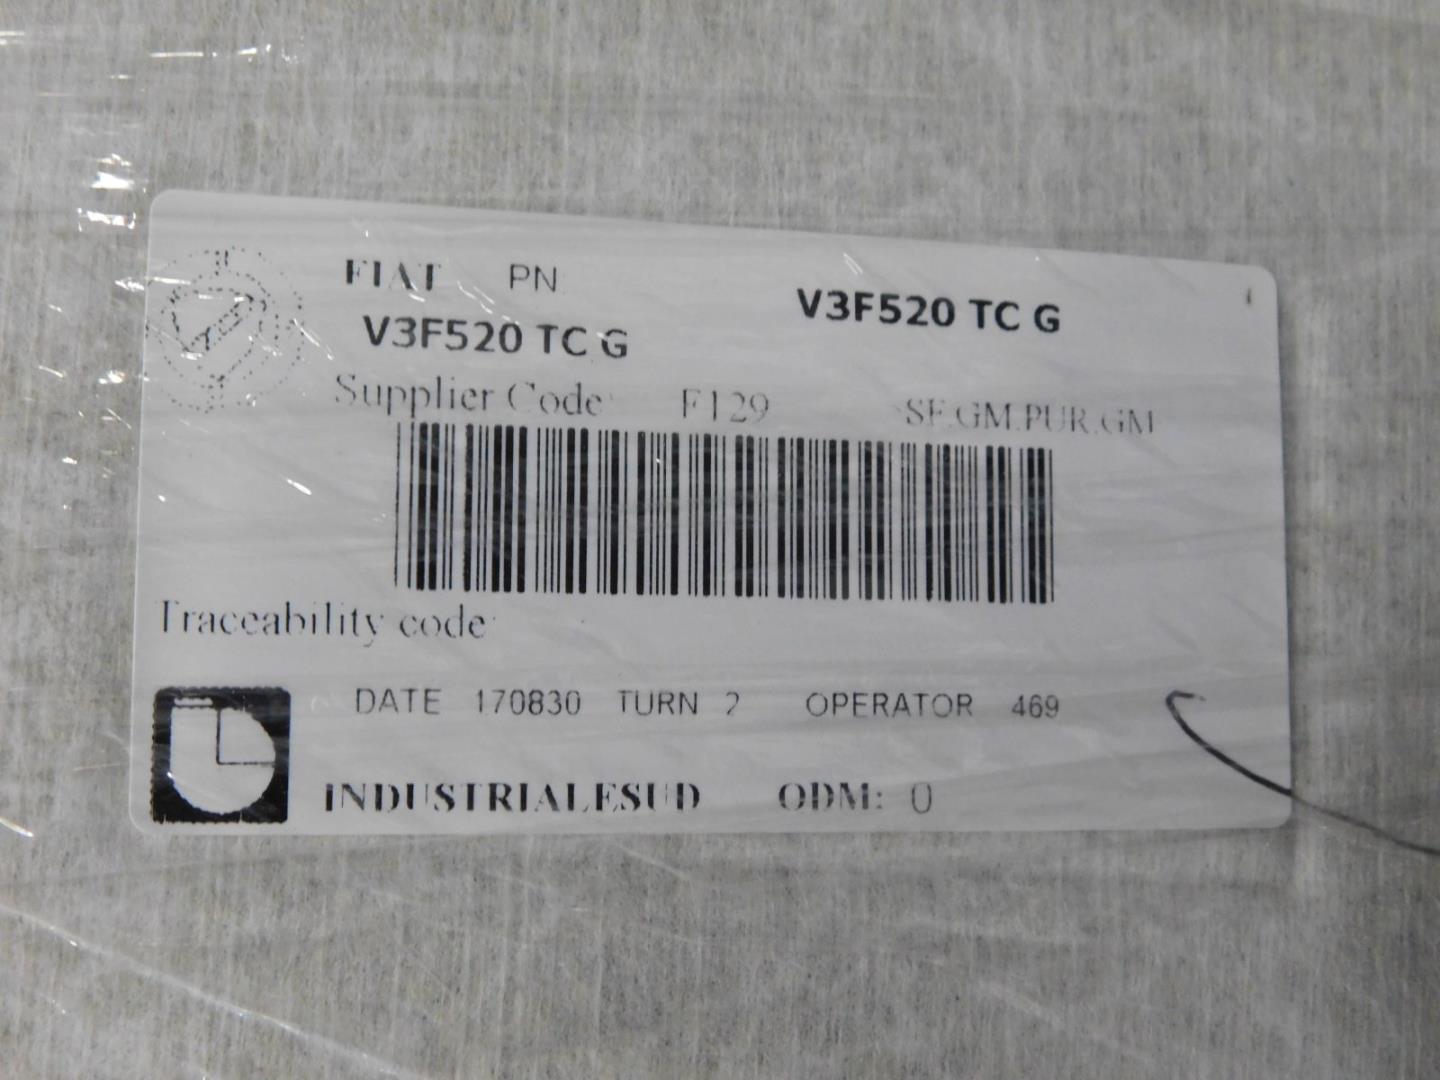 FIAT PN
V3F520 TC G V3F520 TC G
Supplier Code: F129 SF.GM.PUR.GM
Traceability code:
DATE 170830 TURN 2 OPERATOR 469
INDUSTRIALESUD ODM: 0